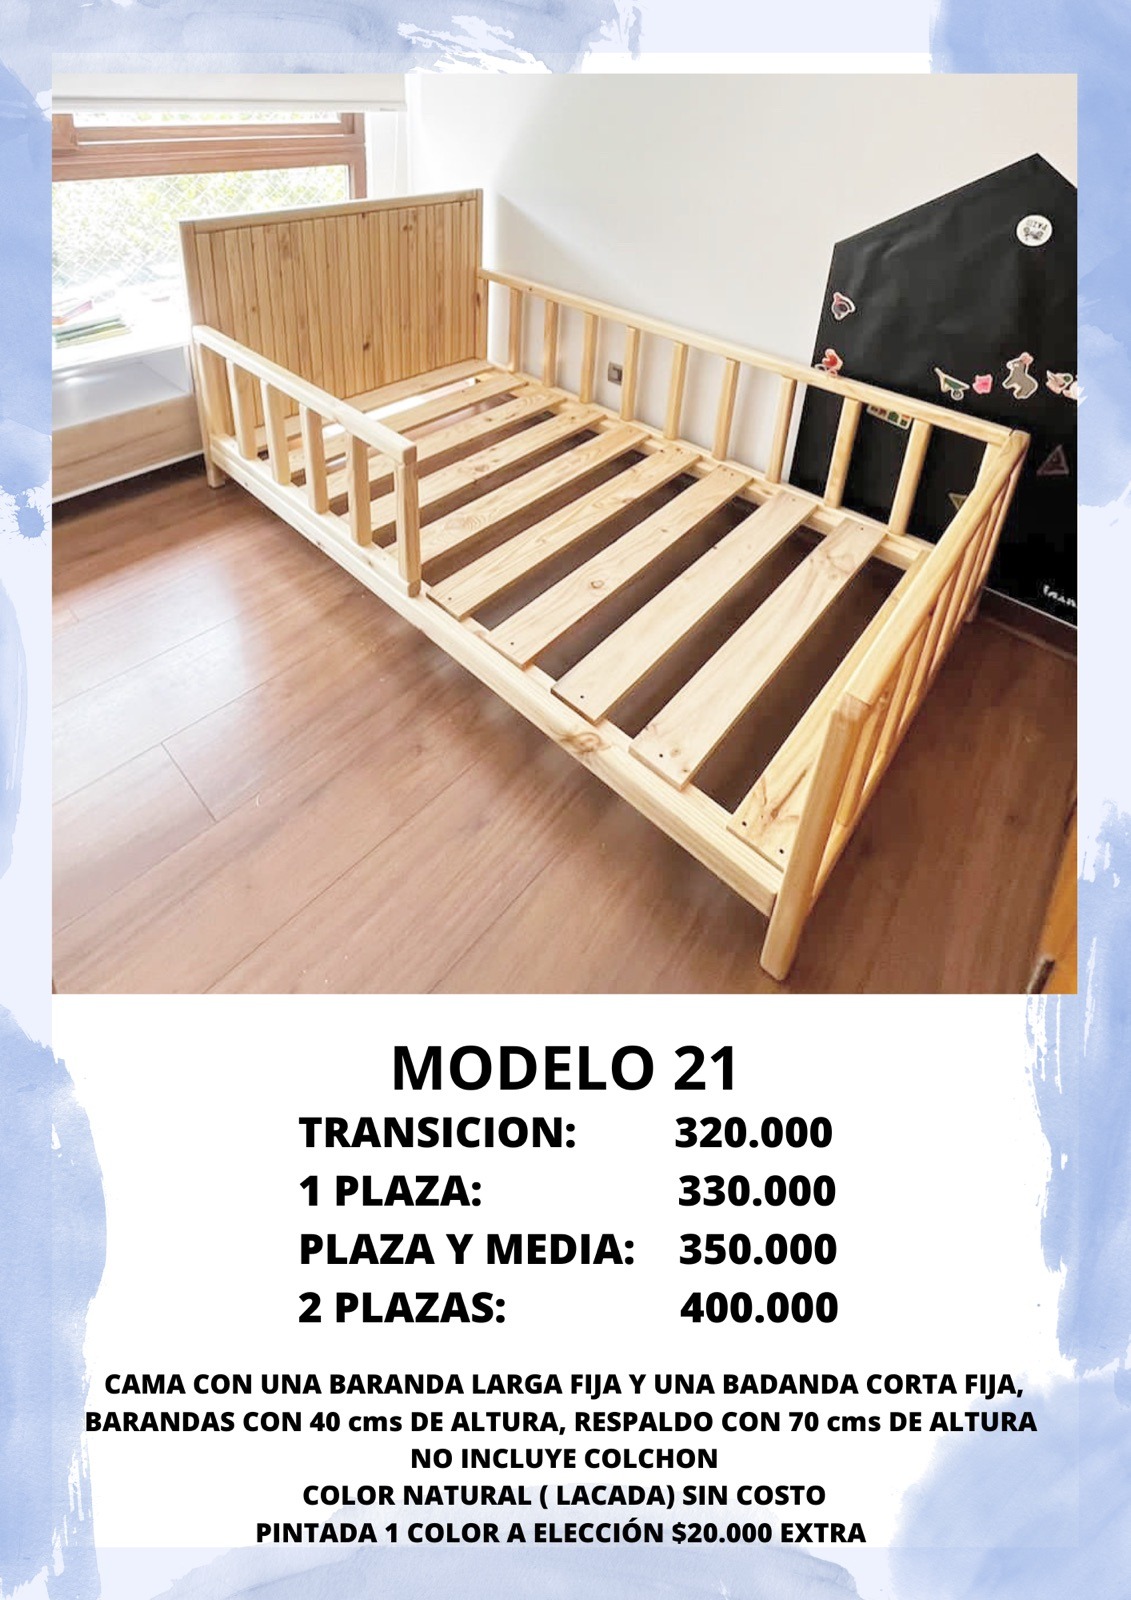 MODELO 21
TRANSICION: 320.000
1 PLAZA: 330.000
PLAZA Y MEDIA: 350.000
2 PLAZAS: 400.000
CAMA CON UNA BARANDA LARGA FIJA Y UNA BADANDA CORTA FIJA,
BARANDAS CON 40 cms DE ALTURA, RESPALDO CON 70 cms DE ALTURA
NO INCLUYE COLCHON
COLOR NATURAL ( LACADA) SIN COSTO
PINTADA 1 COLOR A ELECCIÓN $20.000 EXTRA